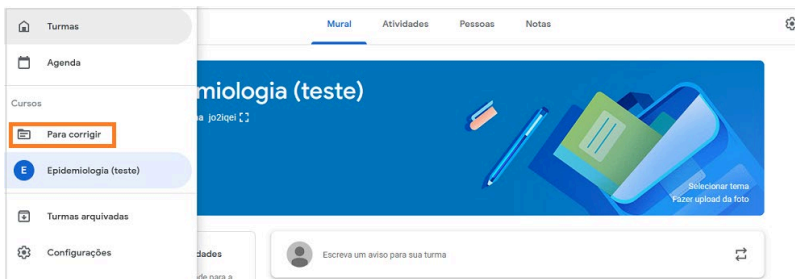 Turmas
Mural Atividades Pessoas Notas
Agenda
Cursos
miologia (teste)
jo2iqei
Para corrigir
E Epidemiologia (teste)
Selecionar tema
Fazer upload da foto
Turmas arquivadas
Configurações
dades
Escreva um aviso para sua turma